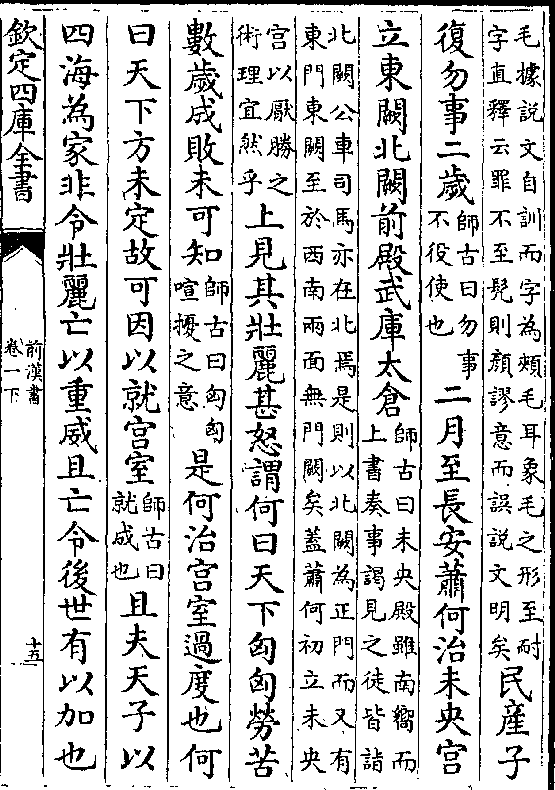 毛據説文自訓而字為頰毛耳象毛之形至耐
字直釋云罪不至髠則顔謬意而誤説文明矣
民産子
復勿事二歲
師古曰勿事
不役使也
二月至長安蕭何治未央宫
立東闕北闕前殿武庫太倉
師古曰未央殿雖南嚮而
上書奏事謁見之徒皆詣
北闕公車司馬亦在北焉是則以北闕為正門而又有
東門東闕至於西南兩面無門闕矣蓋蕭何初立未央
宫以厭勝之
術理宜然乎
上見其壯麗甚怒謂何曰天下匈匈勞苦
數歲成敗未可知
師古曰匈匈
喧擾之意
是何治宫室過度也何
曰天下方未定故可因以就宫室
師古曰
就成也
且夫天子以
四海為家非令壯麗亡以重威且亡令後世有以加也
欽定四庫全書
前漢書
卷一下
十五